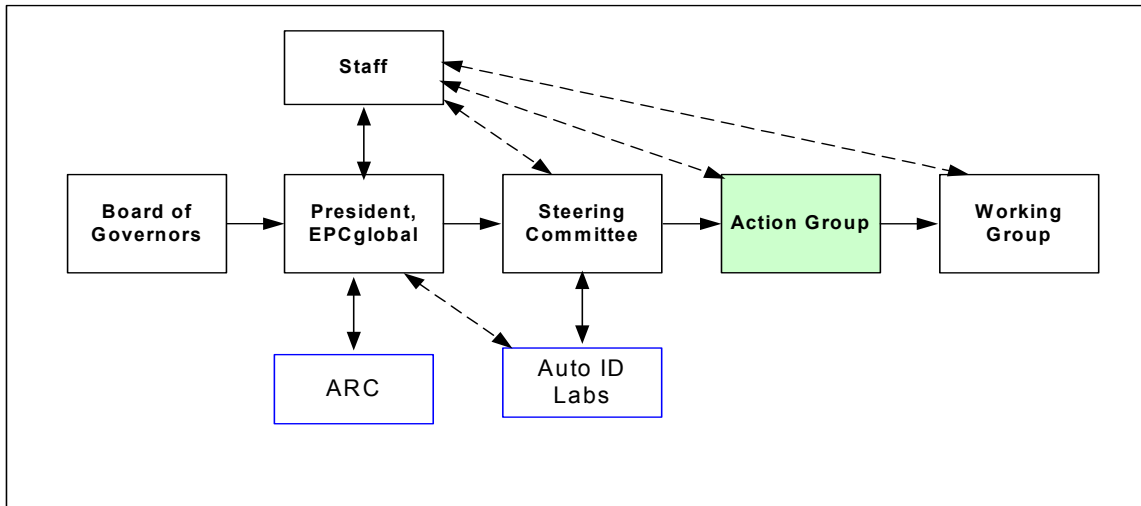 Staff
Board of
Governors
President,
EPCglobal
Steering
Committee
Action Group
Working
Group
ARC
Auto ID
Labs